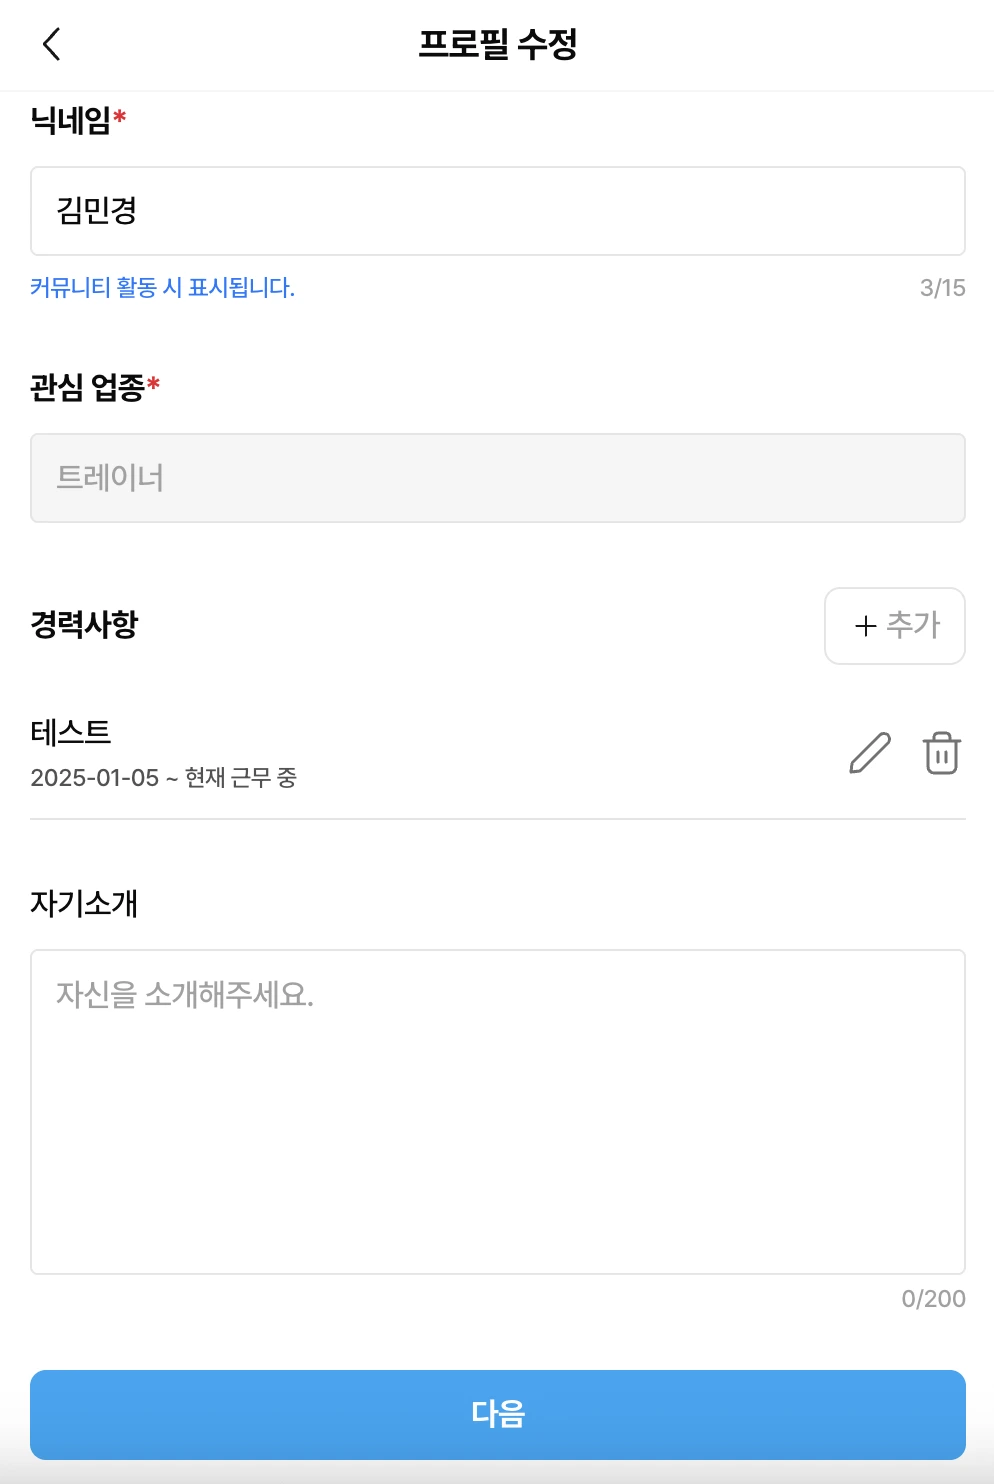 프로필 수정
닉네임*
김민경
커뮤니티 활동 시 표시됩니다.
3/15
관심 업종*
트레이너
경력사항
+ 추가
테스트
2025-01-05 ~ 현재 근무 중
자기소개
자신을 소개해주세요.
0/200
다음